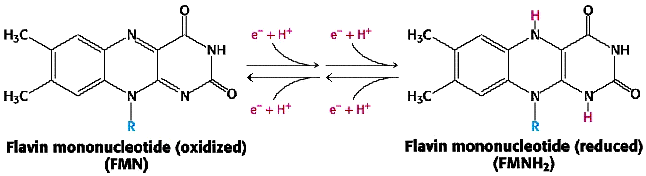 O
H
O
H₃C
N
e⁻ + H⁺
e⁻ + H⁺
H₃C
N
NH
NH
H₃C
N
N
O
e⁻ + H⁺
e⁻ + H⁺
H₃C
N
N
O
R
R
H
Flavin mononucleotide (oxidized)
(FMN)
Flavin mononucleotide (reduced)
(FMNH₂)